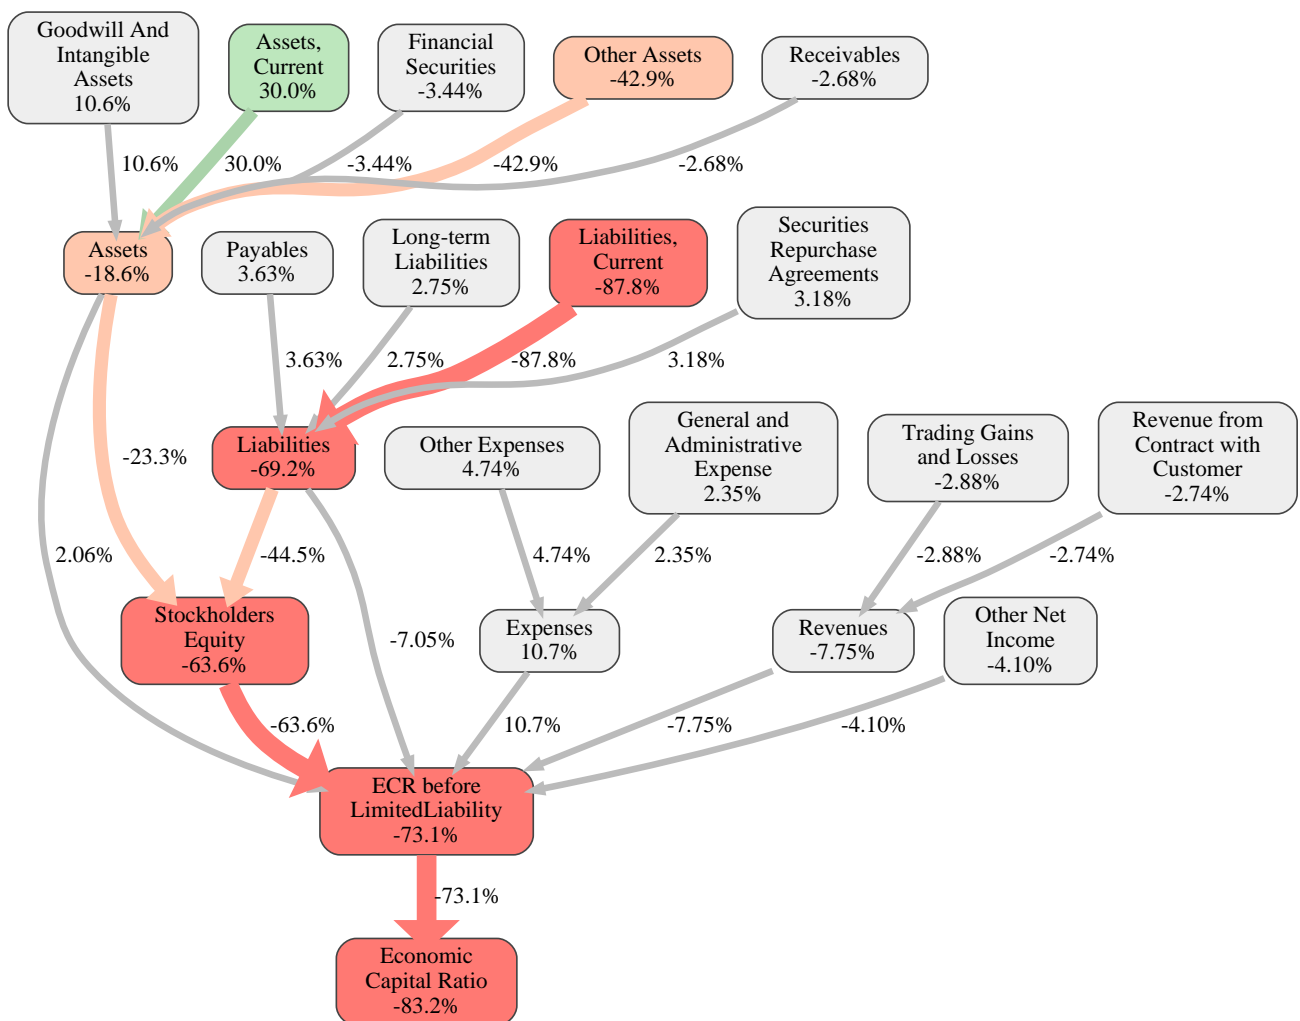 Goodwill And
Intangible
Assets
10.6%
Assets,
Current
30.0%
Financial
Securities
-3.44%
Other Assets
-42.9%
Receivables
-2.68%
10.6%
30.0%
-3.44%
-42.9%
-2.68%
Assets
-18.6%
Payables
3.63%
Long-term
Liabilities
2.75%
Liabilities,
Current
-87.8%
Securities
Repurchase
Agreements
3.18%
3.63%
2.75%
-87.8%
3.18%
-23.3%
Liabilities
-69.2%
Other Expenses
4.74%
General and
Administrative
Expense
2.35%
Trading Gains
and Losses
-2.88%
Revenue from
Contract with
Customer
-2.74%
2.06%
-44.5%
4.74%
2.35%
-2.88%
-2.74%
Stockholders
Equity
-63.6%
-7.05%
Expenses
10.7%
Revenues
-7.75%
Other Net
Income
-4.10%
-63.6%
10.7%
-7.75%
-4.10%
ECR before
LimitedLiability
-73.1%
-73.1%
Economic
Capital Ratio
-83.2%